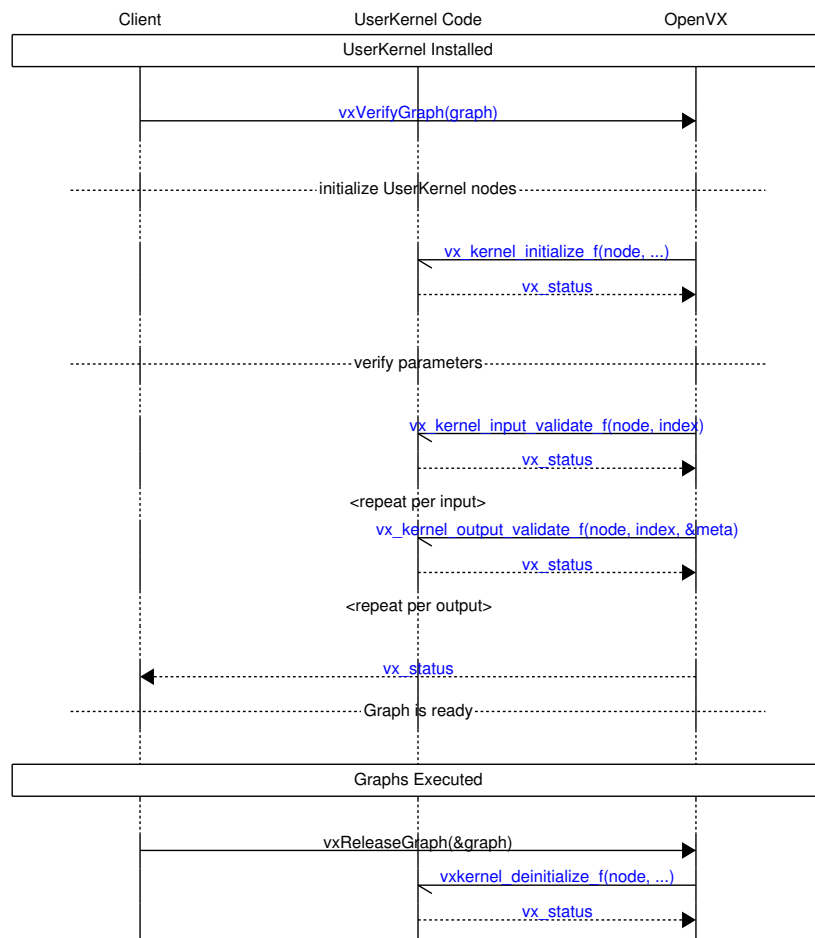 Client UserKernel Code OpenVX
UserKernel Installed
vxVerifyGraph(graph)
initialize UserKernel nodes
vx_kernel_initialize_f(node, ...)
vx_status
verify parameters
vx_kernel_input_validate_f(node, index)
vx_status
<repeat per input>
vx_kernel_output_validate_f(node, index, &meta)
vx_status
<repeat per output>
vx_status
Graph is ready
Graphs Executed
vxReleaseGraph(&graph)
vxkernel_deinitialize_f(node, ...)
vx_status